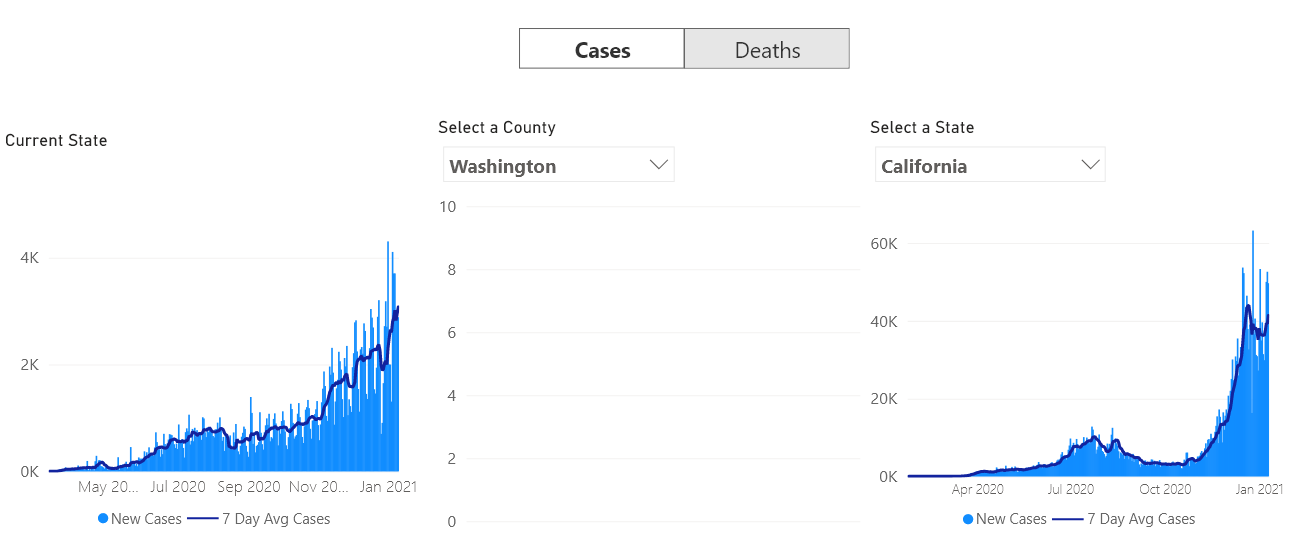 Cases Deaths
Current State
Select a County
Washington
Select a State
California
4K
2K
0K
May 20... Jul 2020 Sep 2020 Nov 20... Jan 2021
New Cases 7 Day Avg Cases
10
8
6
4
2
0
60K
40K
20K
0K
Apr 2020 Jul 2020 Oct 2020 Jan 2021
New Cases 7 Day Avg Cases